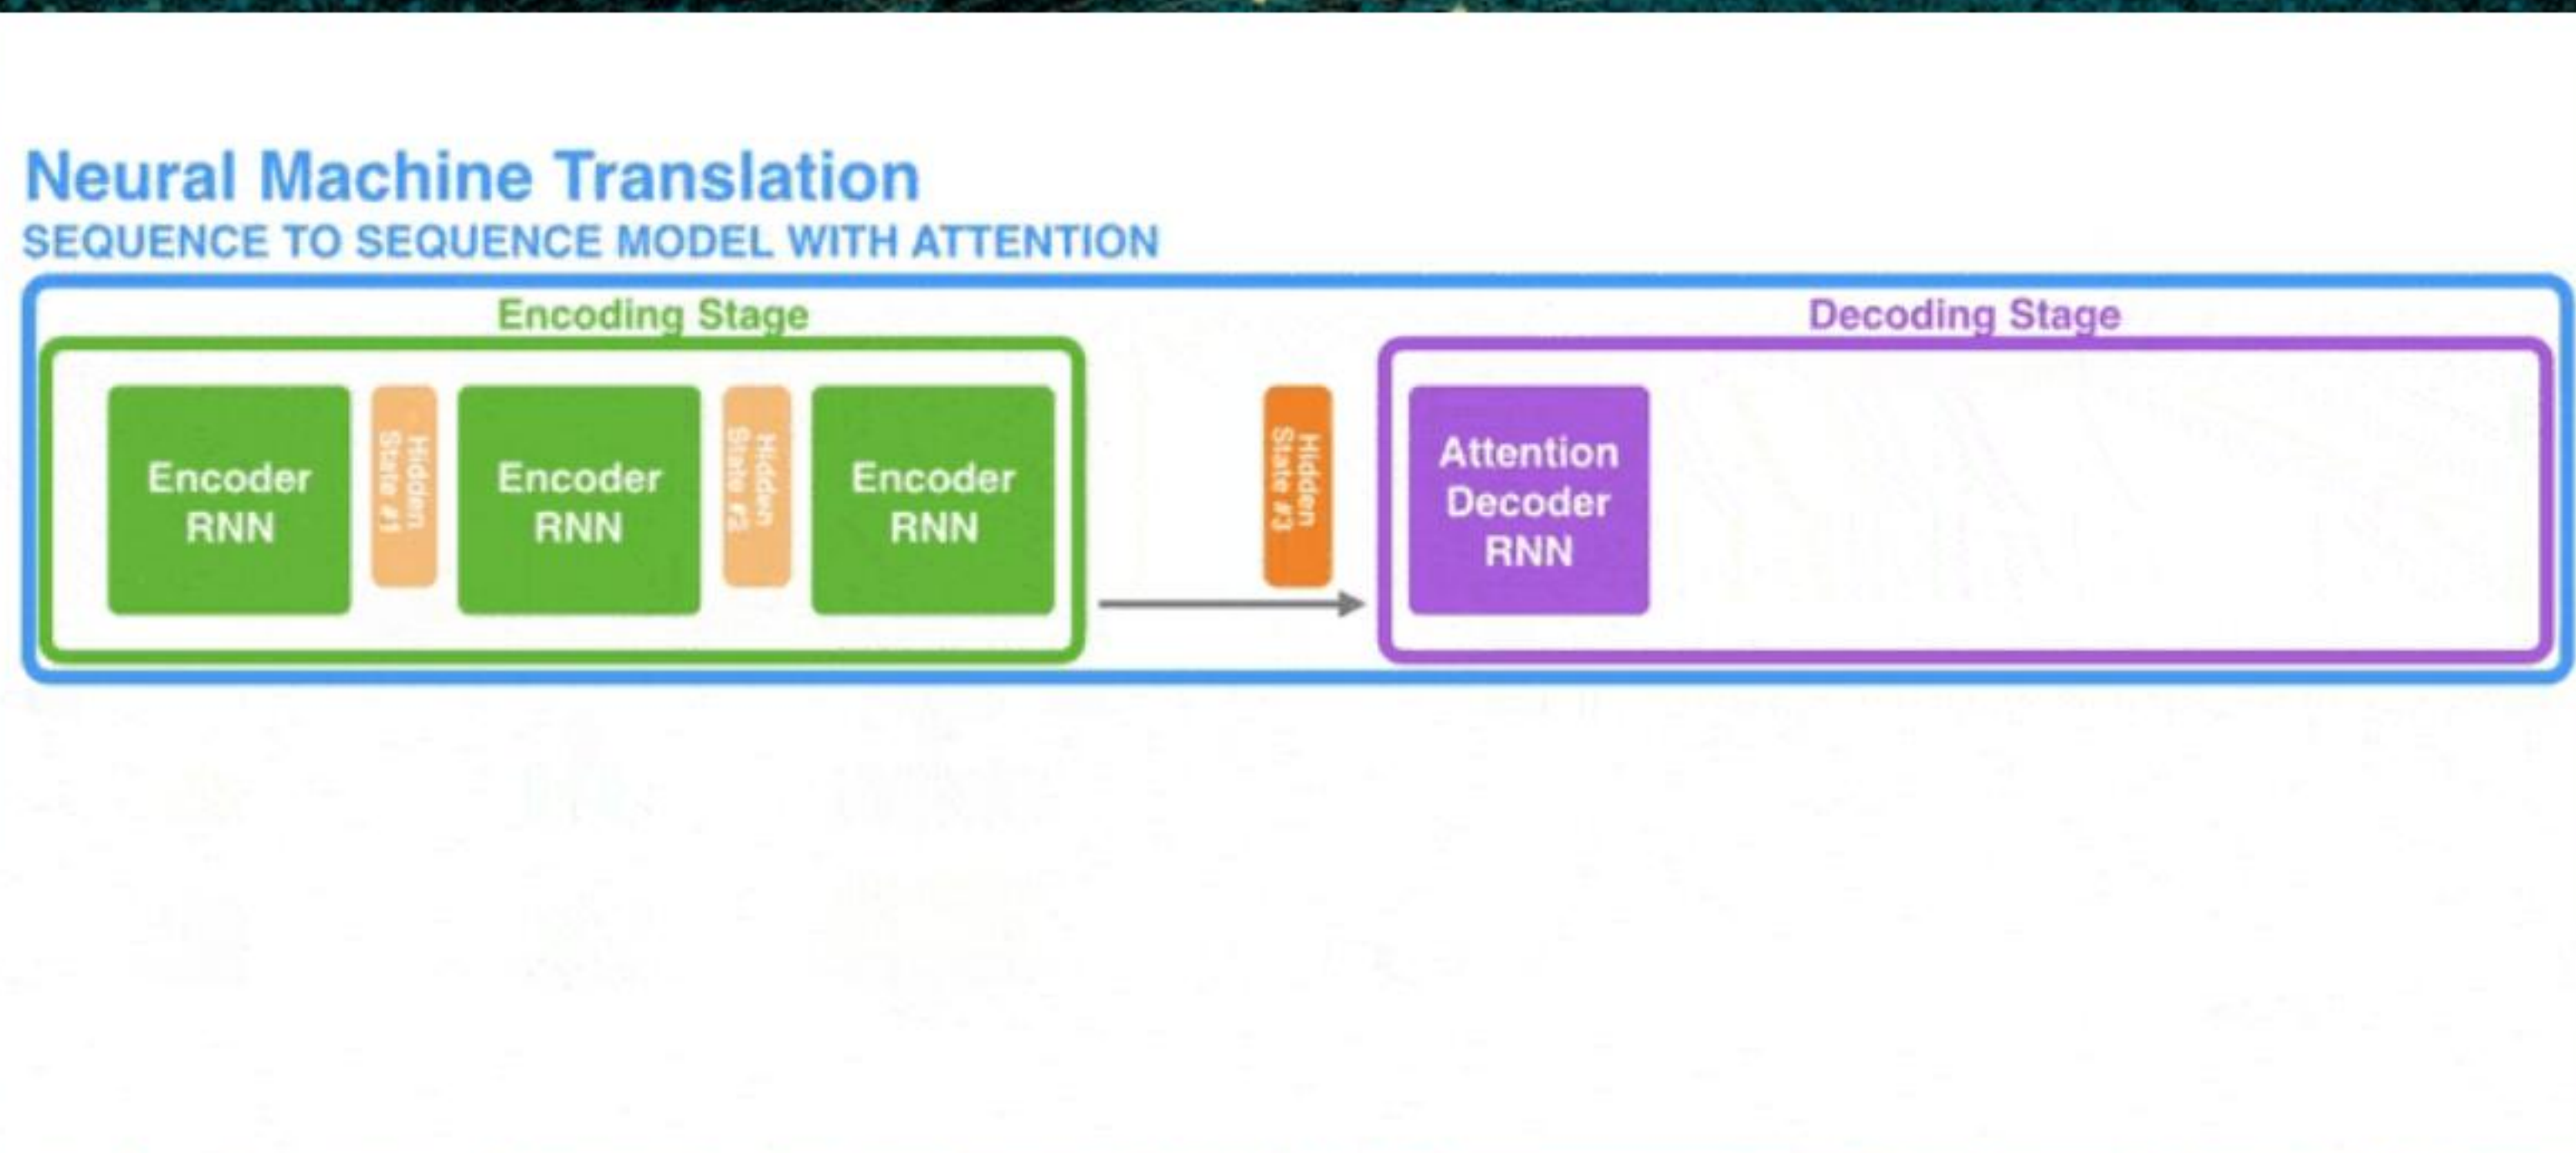 Neural Machine Translation
SEQUENCE TO SEQUENCE MODEL WITH ATTENTION
Encoding Stage
Encoder
RNN
Hidden
State #1
Encoder
RNN
Hidden
State #2
Encoder
RNN
Hidden
State #3
Decoding Stage
Attention
Decoder
RNN